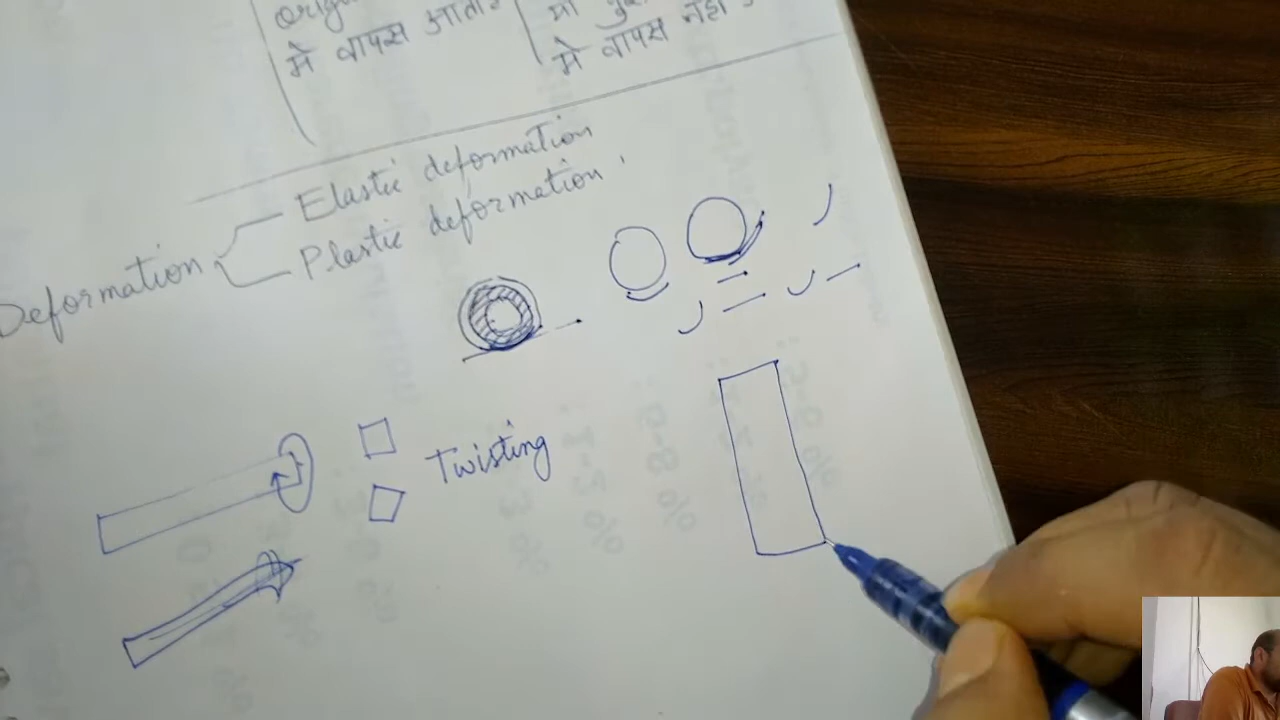 मे वापस आता
मे वापस नही
Elastic deformation
Deformation
Plastic deformation
Twisting